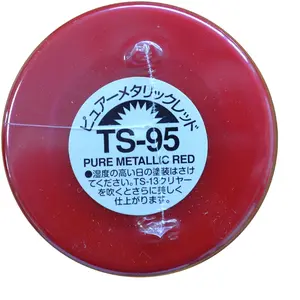 ピュアーメタリックレッド
TS-95
PURE METALLIC RED
●湿度の高い日の塗装はさけ
てください。TS-13クリヤー
を吹くとさらに美しく
仕上がります。